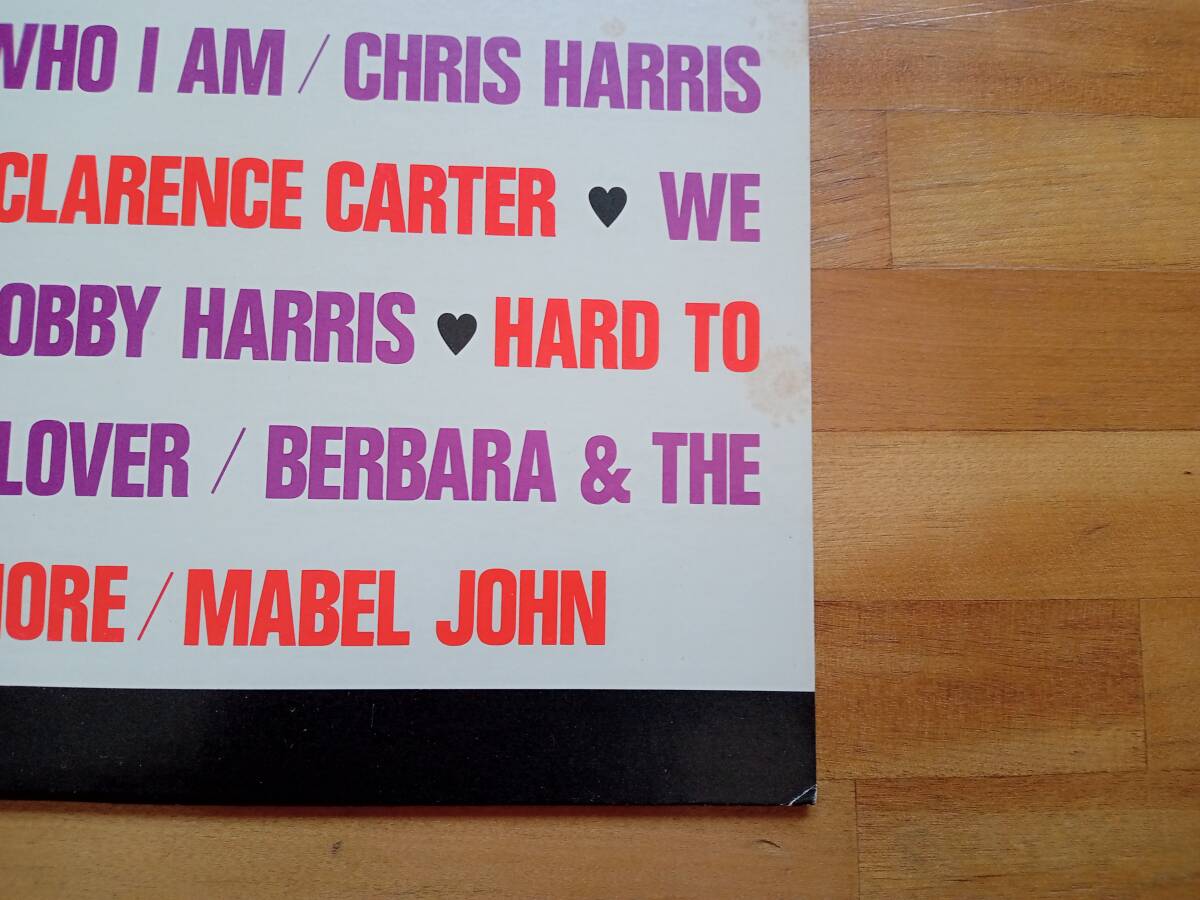 WHO I AM / CHRIS HARRIS
CLARENCE CARTER ♥ WE
OBBY HARRIS ♥ HARD TO
LOVER / BERBARA & THE
ORE / MABEL JOHN